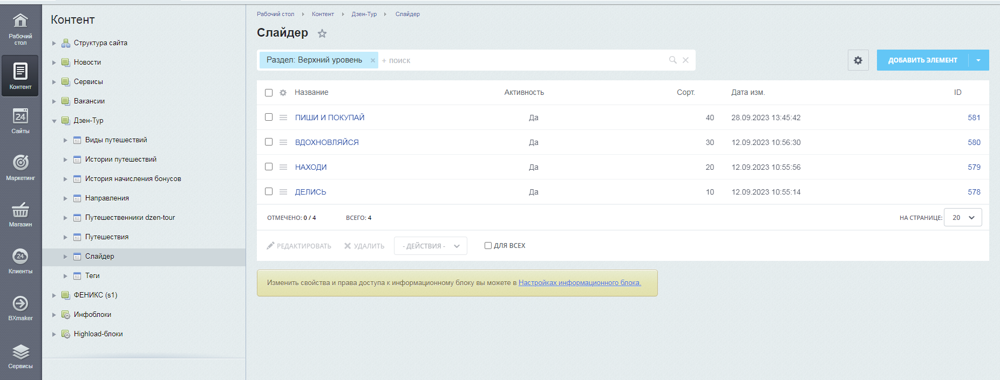 Рабочий
стол
Контент
24
Сайты
Маркетинг
Магазин
24
Клиенты
BXmaker
Сервисы
Контент
Структура сайта
Новости
Сервисы
Вакансии
Дзен-Тур
Виды путешествий
Истории путешествий
История начисления бонусов
Направления
Путешественники dzen-tour
Путешествия
Слайдер
Теги
ФЕНИКС (s1)
Инфоблоки
Highload-блоки
Рабочий стол Контент Дзен-Тур Слайдер
Слайдер
Раздел: Верхний уровень × + поиск
ДОБАВИТЬ ЭЛЕМЕНТ
Название Активность Сорт. Дата изм. ID
ПИШИ И ПОКУПАЙ Да 40 28.09.2023 13:45:42 581
ВДОХНОВЛЯЙСЯ Да 30 12.09.2023 10:56:30 580
НАХОДИ Да 20 12.09.2023 10:55:56 579
ДЕЛИСЬ Да 10 12.09.2023 10:55:14 578
ОТМЕЧЕНО: 0 / 4 ВСЕГО: 4 НА СТРАНИЦЕ: 20
РЕДАКТИРОВАТЬ УДАЛИТЬ - ДЕЙСТВИЯ - ДЛЯ ВСЕХ
Изменить свойства и права доступа к информационному блоку вы можете в Настройках информационного блока.